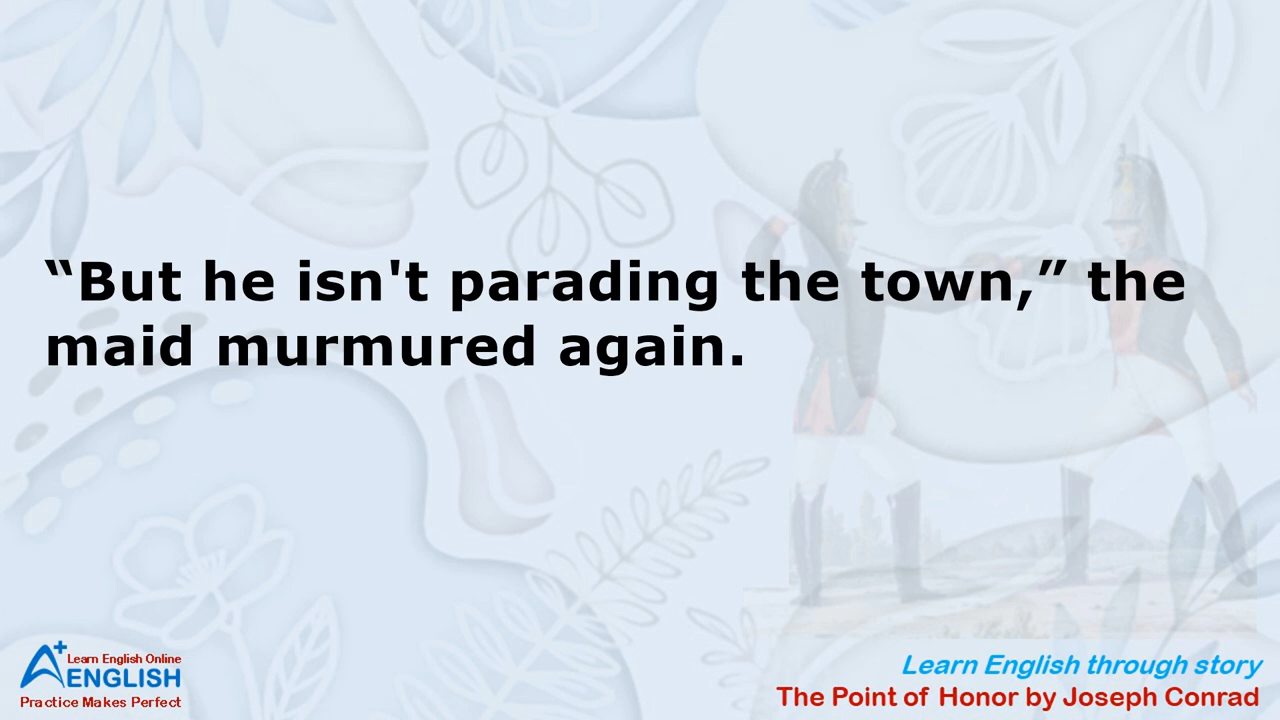 “But he isn't parading the town,” the
maid murmured again.
A+
Learn English Online
ENGLISH
Practice Makes Perfect
Learn English through story
The Point of Honor by Joseph Conrad